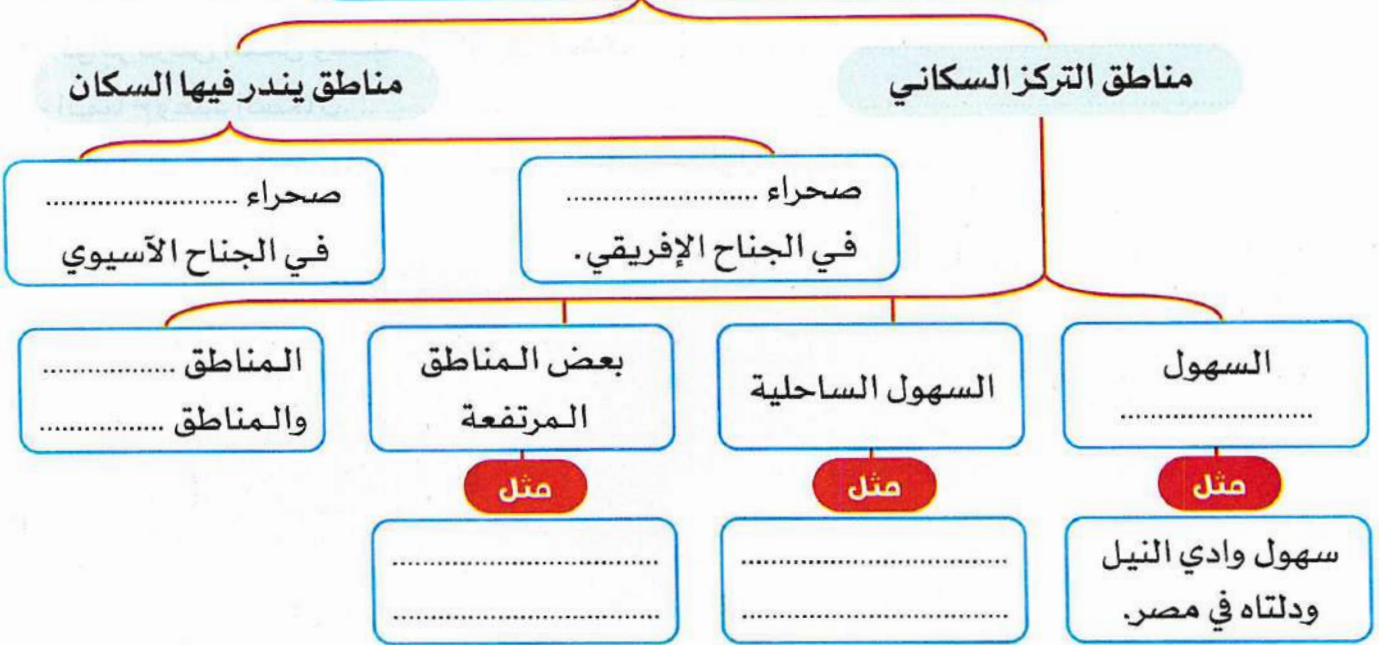 مناطق التركز السكاني
مناطق يندر فيها السكان
صحراء ........................
في الجناح الإفريقي.
صحراء ........................
في الجناح الآسيوي
السهول
........................
السهول الساحلية
بعض المناطق
المرتفعة
المناطق ................
والمناطق ................
مثل
مثل
مثل
سهول وادي النيل
ودلتاه في مصر.
.................................
.................................
.................................
.................................